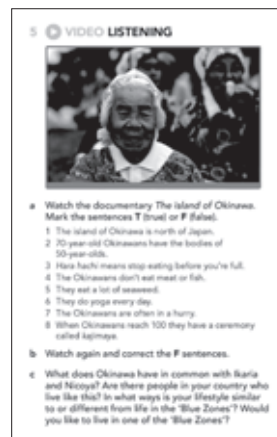 5 VIDEO LISTENING
a Watch the documentary The island of Okinawa.
Mark the sentences T (true) or F (false).
1 The island of Okinawa is north of Japan.
2 70-year-old Okinawans have the bodies of
50-year-olds.
3 Hara hachi means stop eating before you're full.
4 The Okinawans don't eat meat or fish.
5 They eat a lot of seaweed.
6 They do yoga every day.
7 The Okinawans are often in a hurry.
8 When Okinawans reach 100 they have a ceremony
called kajimaya.
b Watch again and correct the F sentences.
c What does Okinawa have in common with Ikaria
and Nicoya? Are there people in your country who
live like this? In what ways is your lifestyle similar
to or different from life in the 'Blue Zones'? Would
you like to live in one of the 'Blue Zones'?